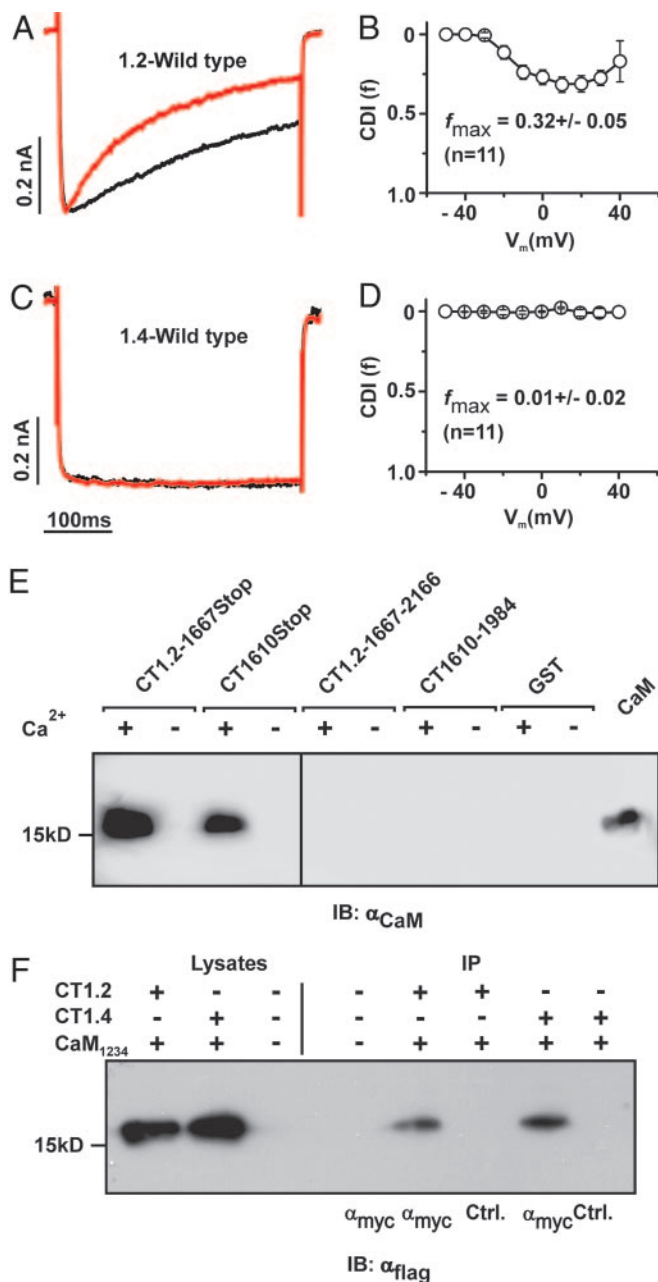 A
1.2-Wild type
0.2 nA
B
CDI (f)
0
0.5
1.0
f max = 0.32+/- 0.05
(n=11)
- 40
0
40
Vm(mV)
C
1.4-Wild type
0.2 nA
100ms
D
CDI (f)
0
0.5
1.0
f max = 0.01+/- 0.02
(n=11)
- 40
0
40
Vm(mV)
E
CT1.2-1667Stop
CT1610Stop
CT1.2-1667-2166
CT1610-1984
GST
CaM
Ca2+ + - + - + - + - + -
15kD
IB: αCaM
F
Lysates IP
CT1.2 + - - - + + - -
CT1.4 - + - - - - + +
CaM1234 + + - - + + + +
15kD
αmyc αmyc Ctrl. αmyc Ctrl.
IB: αflag